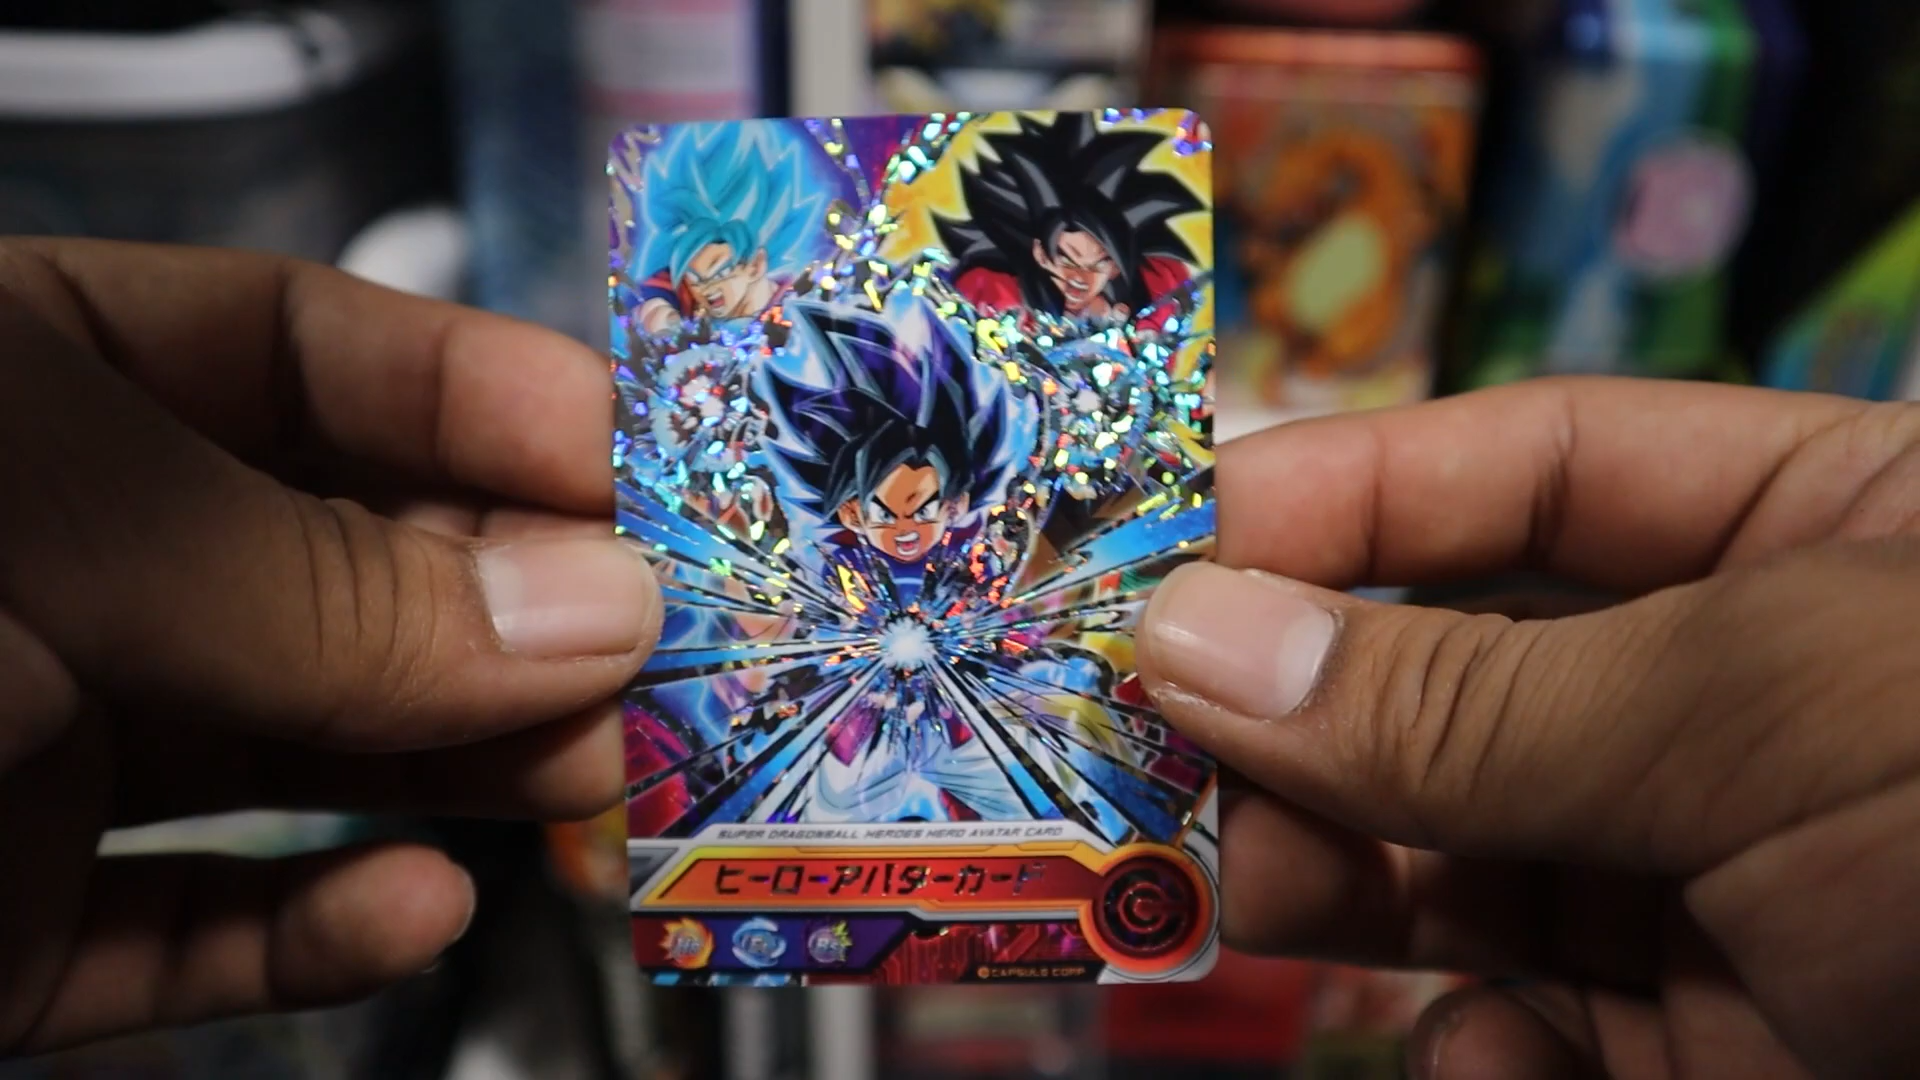 SUPER DRAGONBALL HEROES HERO AVATAR CARD
ヒーローアバターカード
©CAPSULE CORP